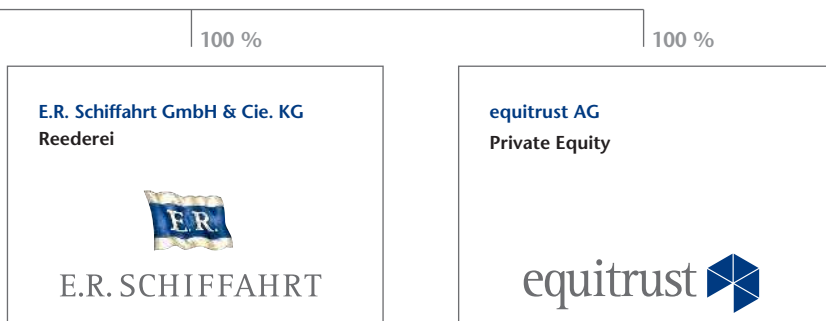 100 %
100 %
E.R. Schiffahrt GmbH & Cie. KG
Reederei
E.R.
E.R. SCHIFFAHRT
equitrust AG
Private Equity
equitrust